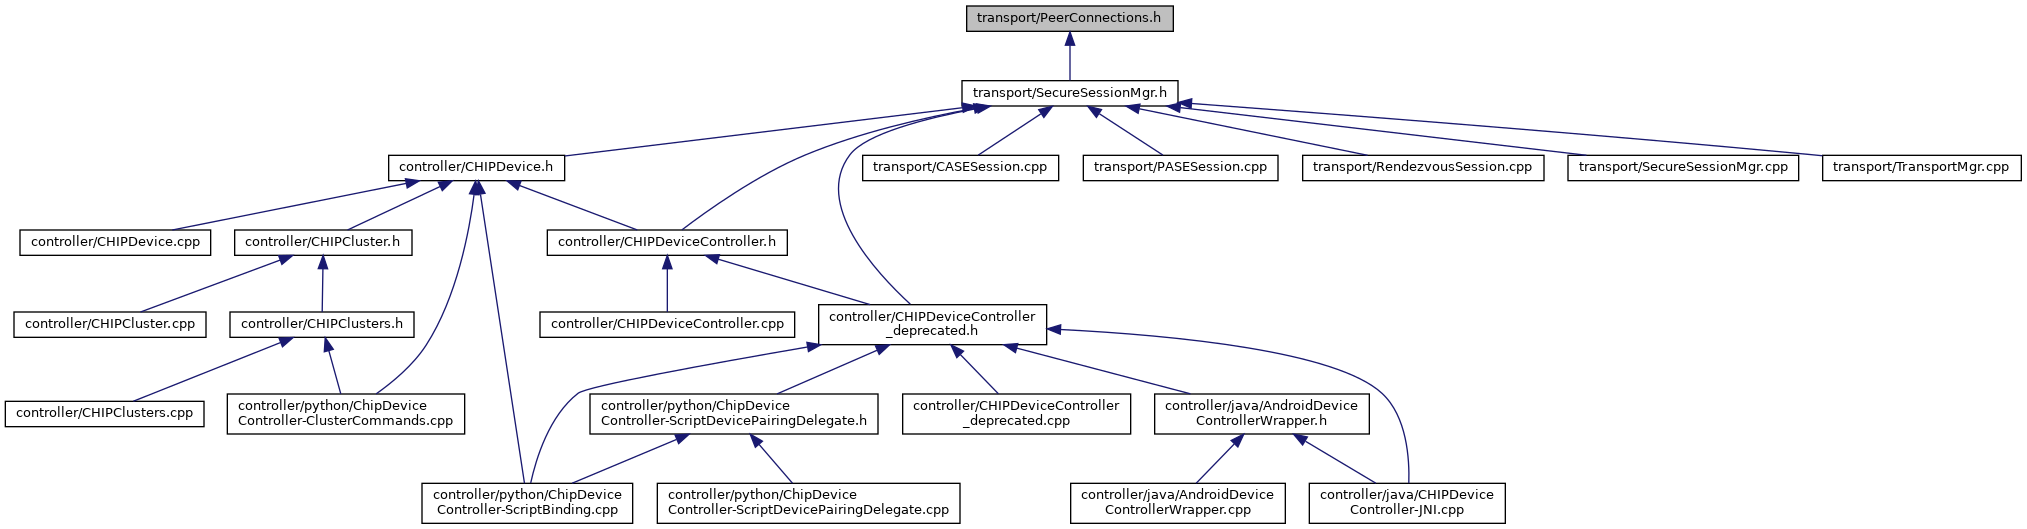 transport/PeerConnections.h
transport/SecureSessionMgr.h
controller/CHIPDevice.h
transport/CASESession.cpp
transport/PASESession.cpp
transport/RendezvousSession.cpp
transport/SecureSessionMgr.cpp
transport/TransportMgr.cpp
controller/CHIPDevice.cpp
controller/CHIPCluster.h
controller/CHIPDeviceController.h
controller/CHIPCluster.cpp
controller/CHIPClusters.h
controller/CHIPDeviceController.cpp
controller/CHIPDeviceController
_deprecated.h
controller/CHIPClusters.cpp
controller/python/ChipDevice
Controller-ClusterCommands.cpp
controller/python/ChipDevice
Controller-ScriptDevicePairingDelegate.h
controller/CHIPDeviceController
_deprecated.cpp
controller/java/AndroidDevice
ControllerWrapper.h
controller/python/ChipDevice
Controller-ScriptBinding.cpp
controller/python/ChipDevice
Controller-ScriptDevicePairingDelegate.cpp
controller/java/AndroidDevice
ControllerWrapper.cpp
controller/java/CHIPDevice
Controller-JNI.cpp